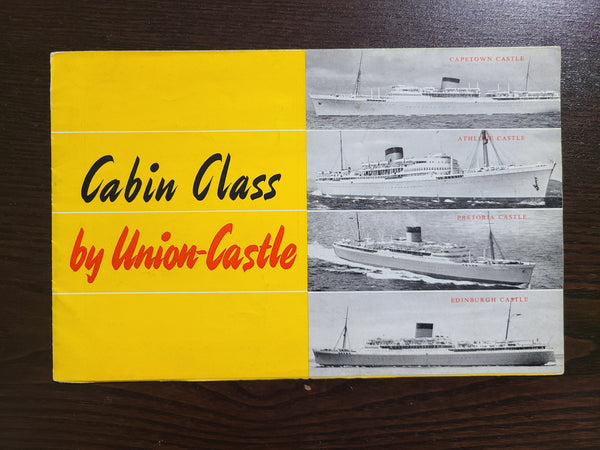 Cabin Class
by Union-Castle
CAPETOWN CASTLE
ATHLONE CASTLE
PRETORIA CASTLE
EDINBURGH CASTLE